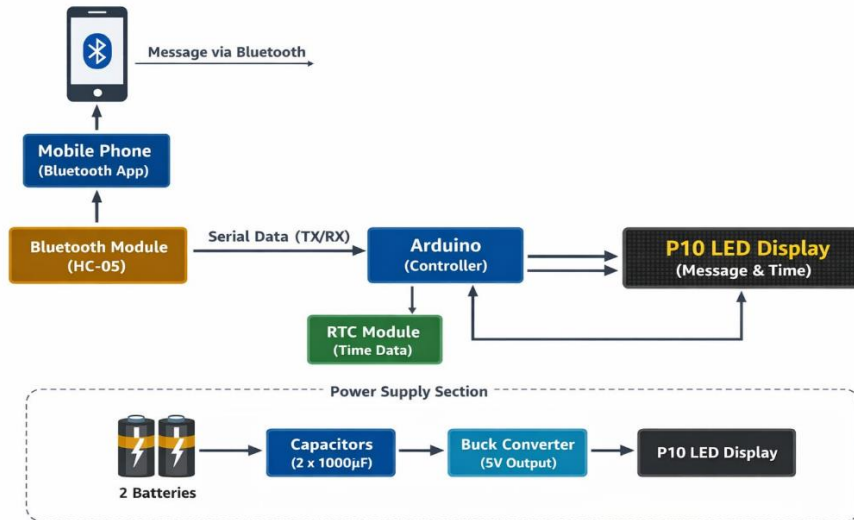 Message via Bluetooth
Mobile Phone
(Bluetooth App)
Bluetooth Module
(HC-05)
Serial Data (TX/RX)
Arduino
(Controller)
P10 LED Display
(Message & Time)
RTC Module
(Time Data)
Power Supply Section
2 Batteries
Capacitors
(2 x 1000µF)
Buck Converter
(5V Output)
P10 LED Display